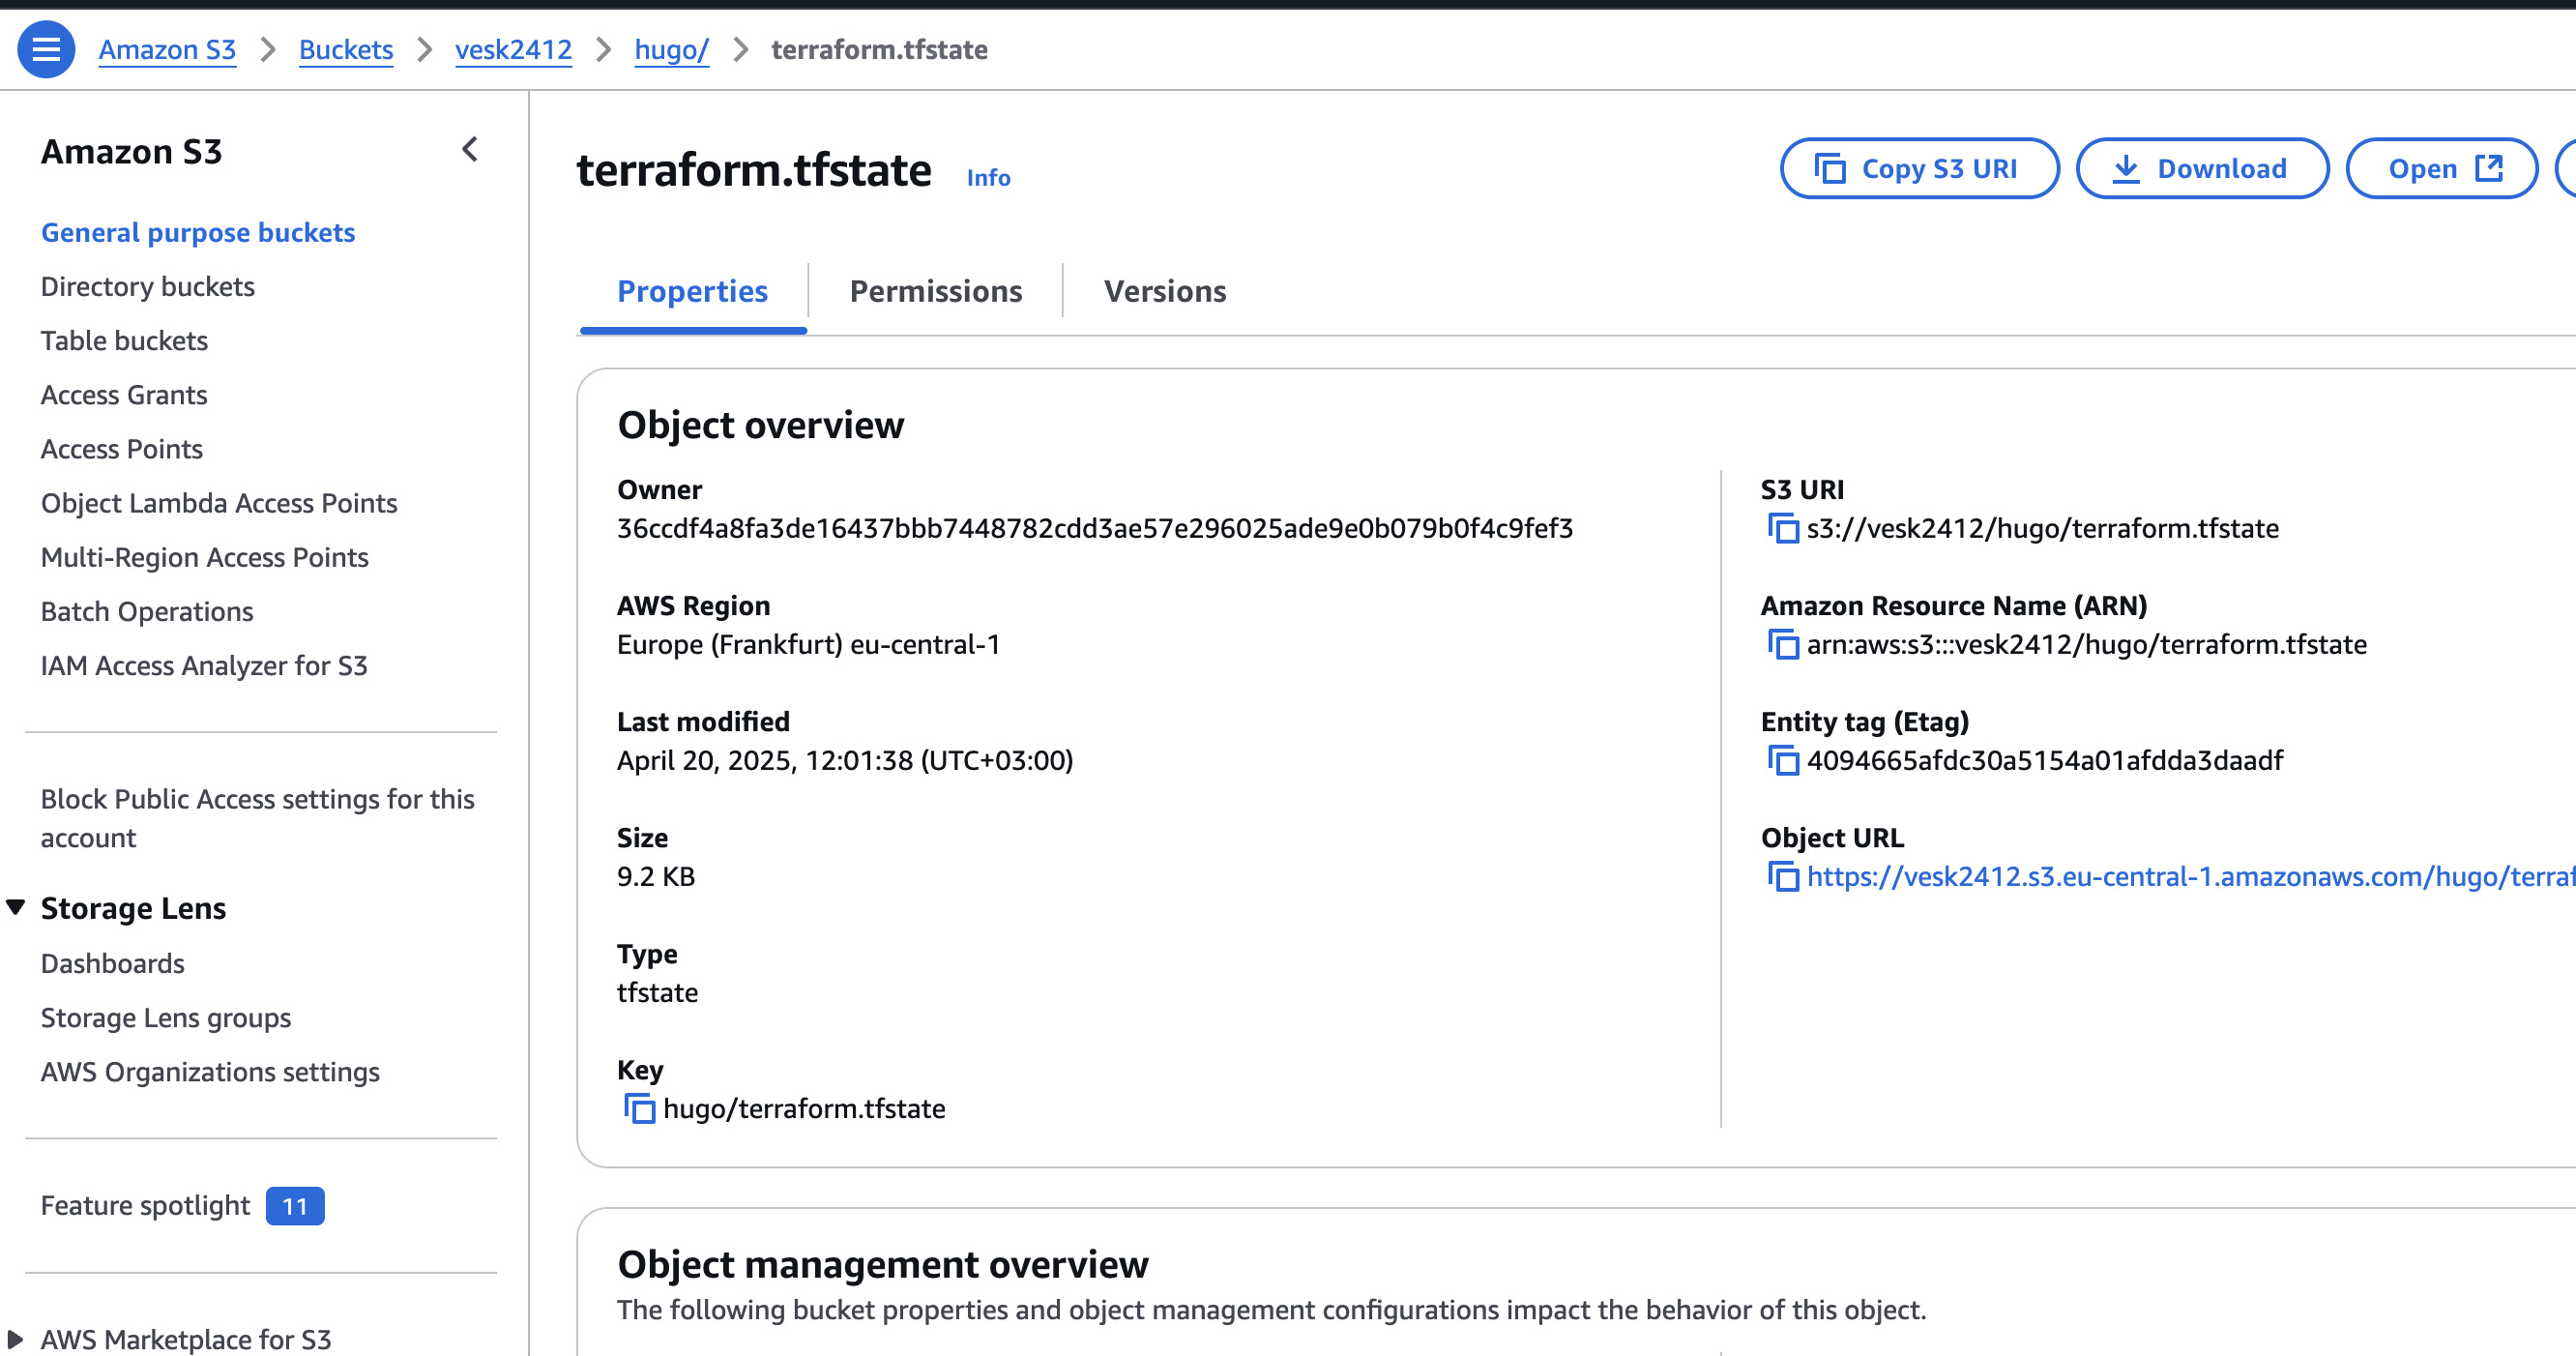 Amazon S3 > Buckets > vesk2412 > hugo/ > terraform.tfstate
Amazon S3
General purpose buckets
Directory buckets
Table buckets
Access Grants
Access Points
Object Lambda Access Points
Multi-Region Access Points
Batch Operations
IAM Access Analyzer for S3
Block Public Access settings for this
account
Storage Lens
Dashboards
Storage Lens groups
AWS Organizations settings
Feature spotlight 11
AWS Marketplace for S3
terraform.tfstate Info
Copy S3 URI
Download
Open
Properties
Permissions
Versions
Object overview
Owner
36ccdf4a8fa3de16437bbb7448782cdd3ae57e296025ade9e0b079b0f4c9fef3
AWS Region
Europe (Frankfurt) eu-central-1
Last modified
April 20, 2025, 12:01:38 (UTC+03:00)
Size
9.2 KB
Type
tfstate
Key
hugo/terraform.tfstate
S3 URI
s3://vesk2412/hugo/terraform.tfstate
Amazon Resource Name (ARN)
arn:aws:s3:::vesk2412/hugo/terraform.tfstate
Entity tag (Etag)
4094665afdc30a5154a01afdda3daadf
Object URL
https://vesk2412.s3.eu-central-1.amazonaws.com/hugo/terraf
Object management overview
The following bucket properties and object management configurations impact the behavior of this object.